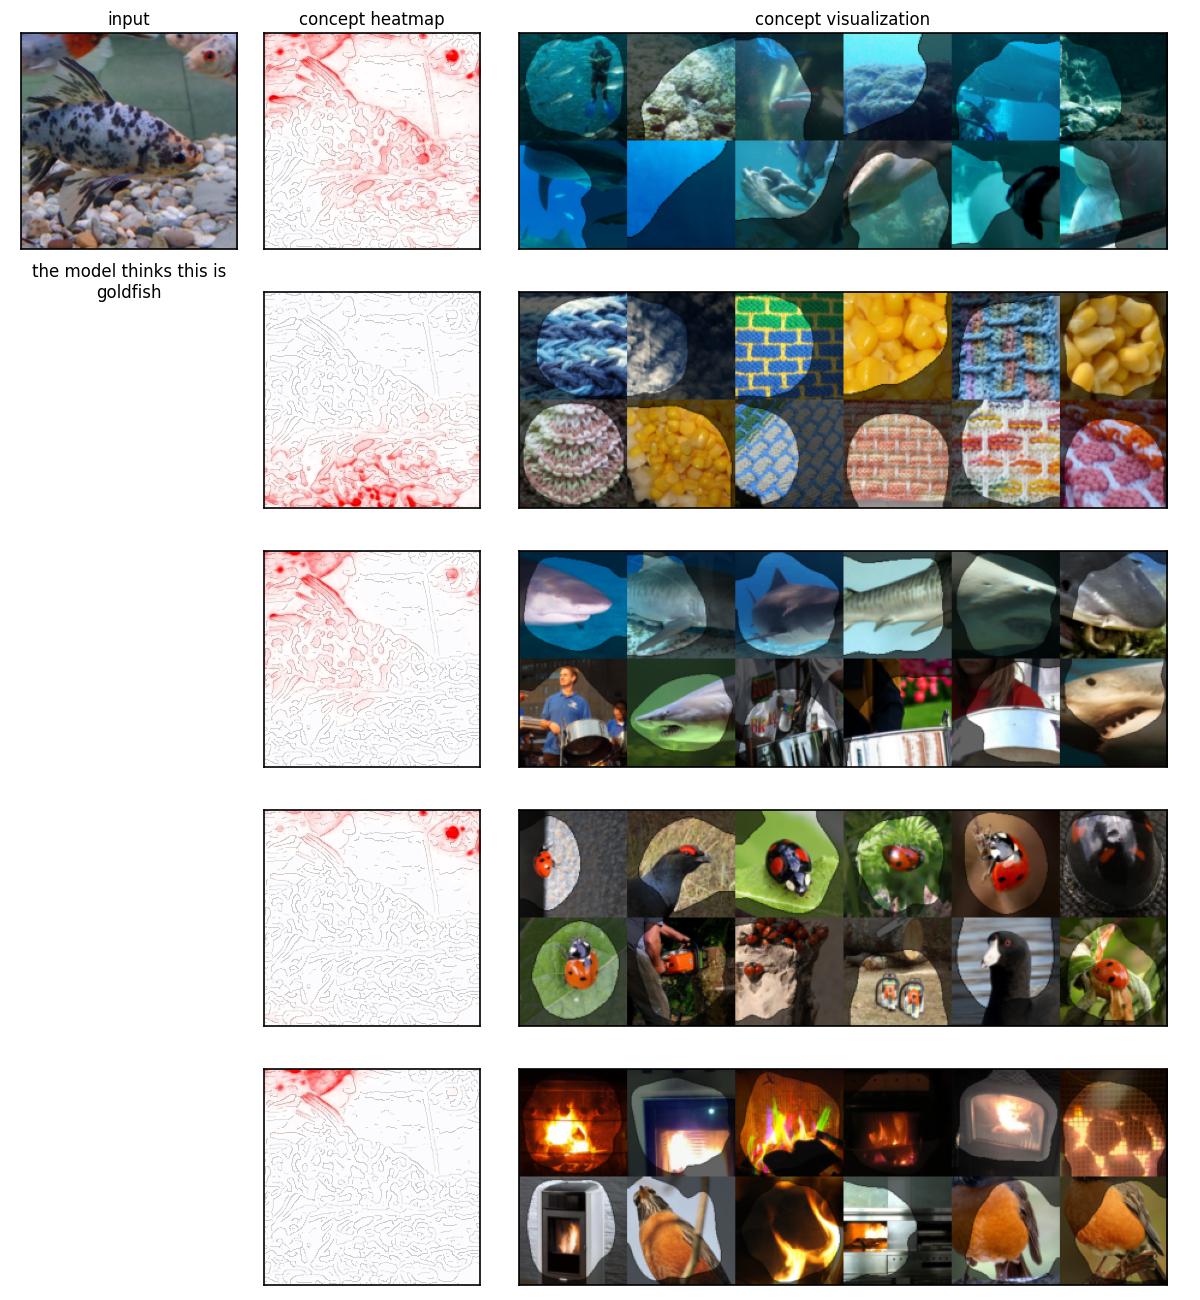 input
concept heatmap
concept visualization
the model thinks this is
goldfish